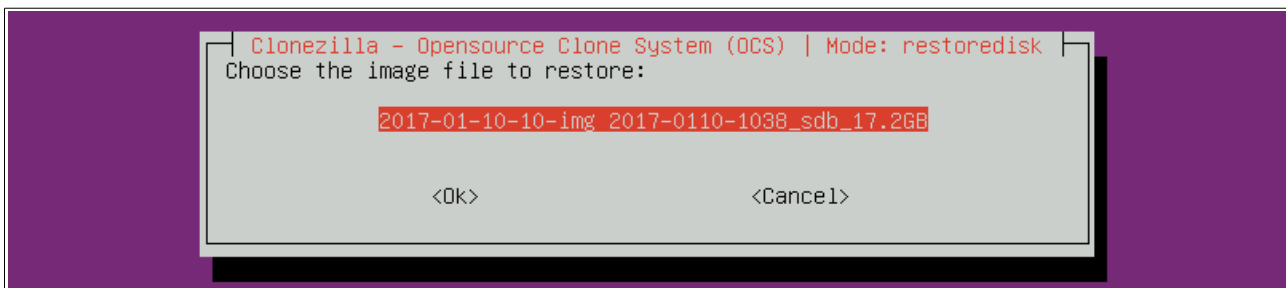 Clonezilla - Opensource Clone System (OCS) | Mode: restoredisk
Choose the image file to restore:
2017-01-10-10-img 2017-0110-1038_sdb_17.2GB
<Ok> <Cancel>